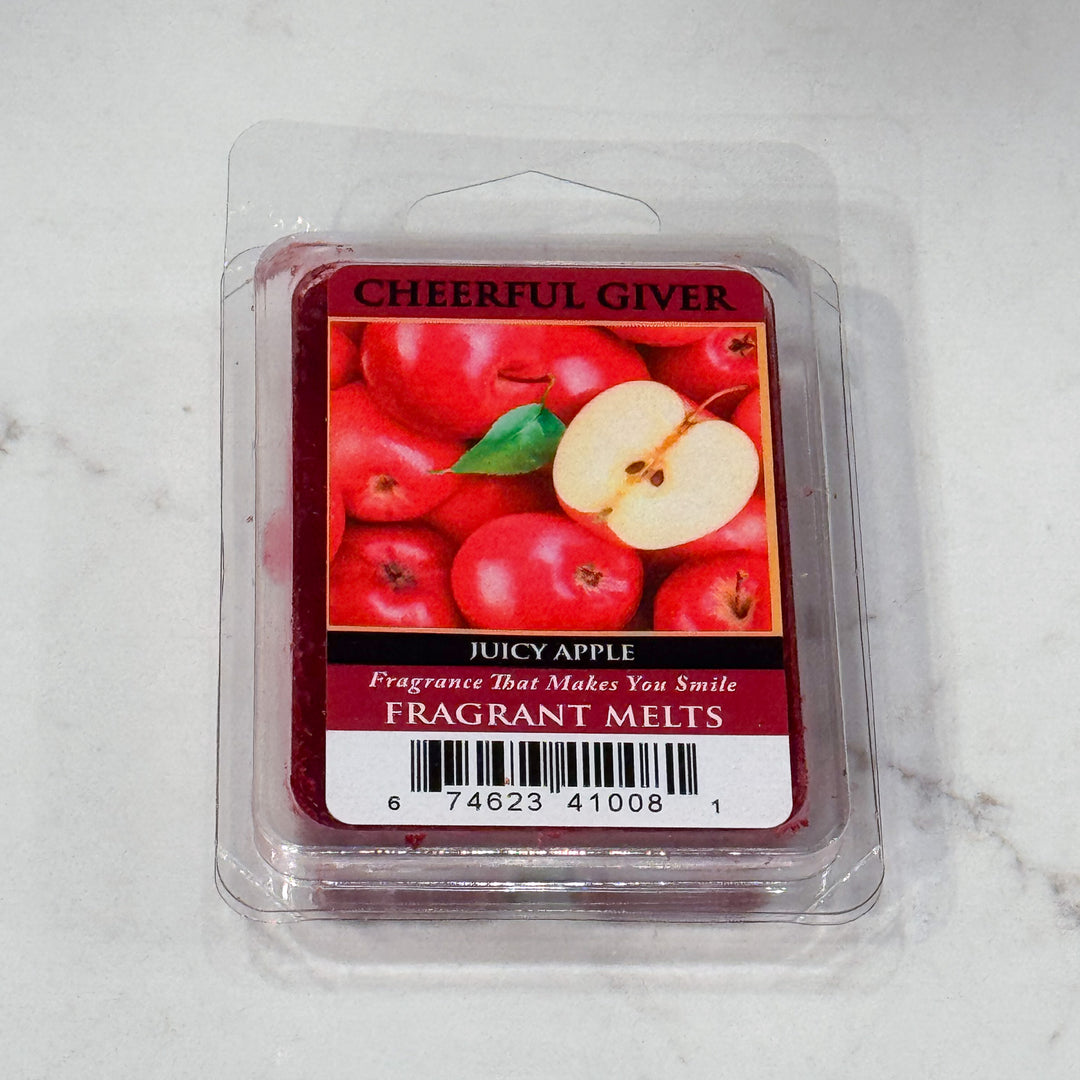 CHEERFUL GIVER
JUICY APPLE
Fragrance That Makes You Smile
FRAGRANT MELTS
6 74623 41008 1